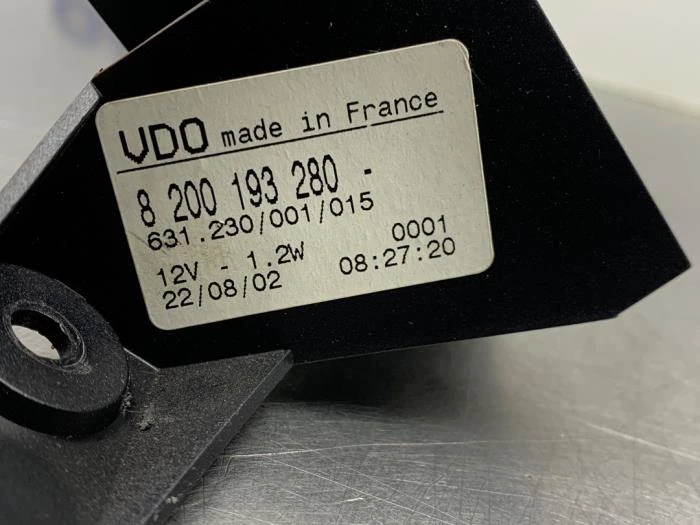 VDO made in France
8 200 193 280 -
631.230/001/015
12V - 1.2W 0001
22/08/02 08:27:20